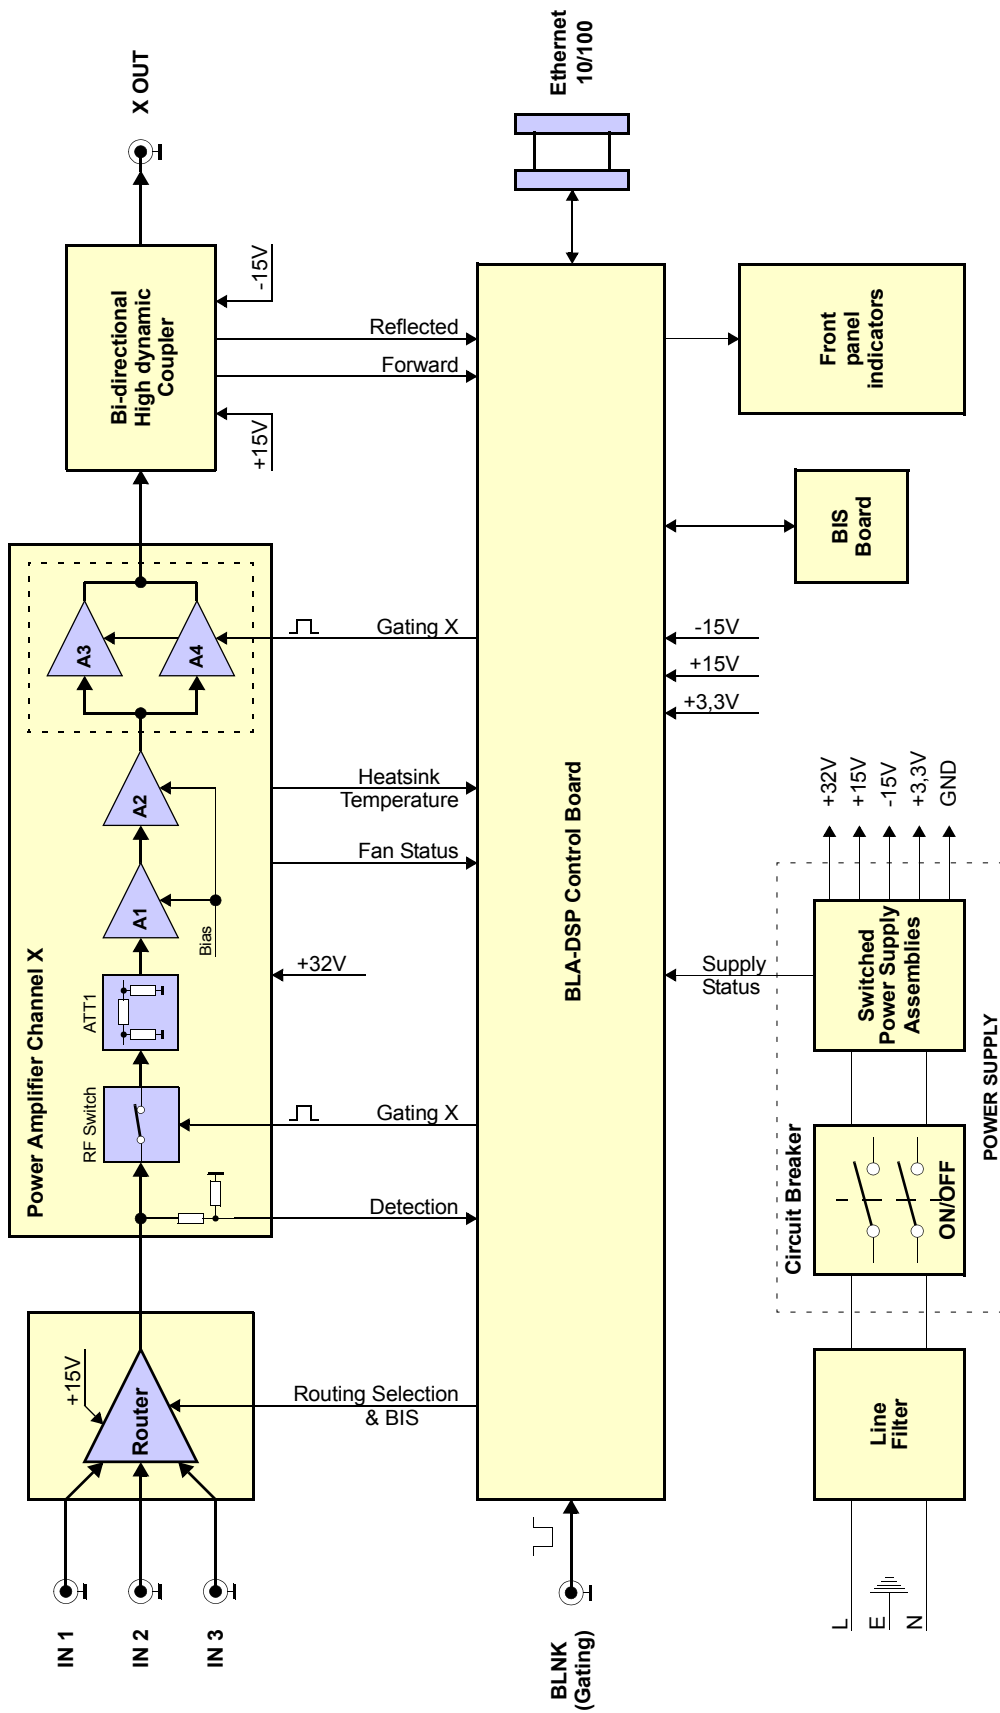 IN 1
IN 2
IN 3
+15V
Router
Power Amplifier Channel X
RF Switch
ATT1
A1
A2
Bias
A3
A4
Bi-directional
High dynamic
Coupler
+15V
-15V
X OUT
Routing Selection
& BIS
Detection
Gating X
+32V
Fan Status
Heatsink
Temperature
Gating X
Forward
Reflected
BLNK
(Gating)
BLA-DSP Control Board
Ethernet
10/100
Supply
Status
+3,3V
+15V
-15V
BIS
Board
Front
panel
indicators
L
E
N
Line
Filter
Circuit Breaker
ON/OFF
Switched
Power Supply
Assemblies
POWER SUPPLY
+32V
+15V
-15V
+3,3V
GND